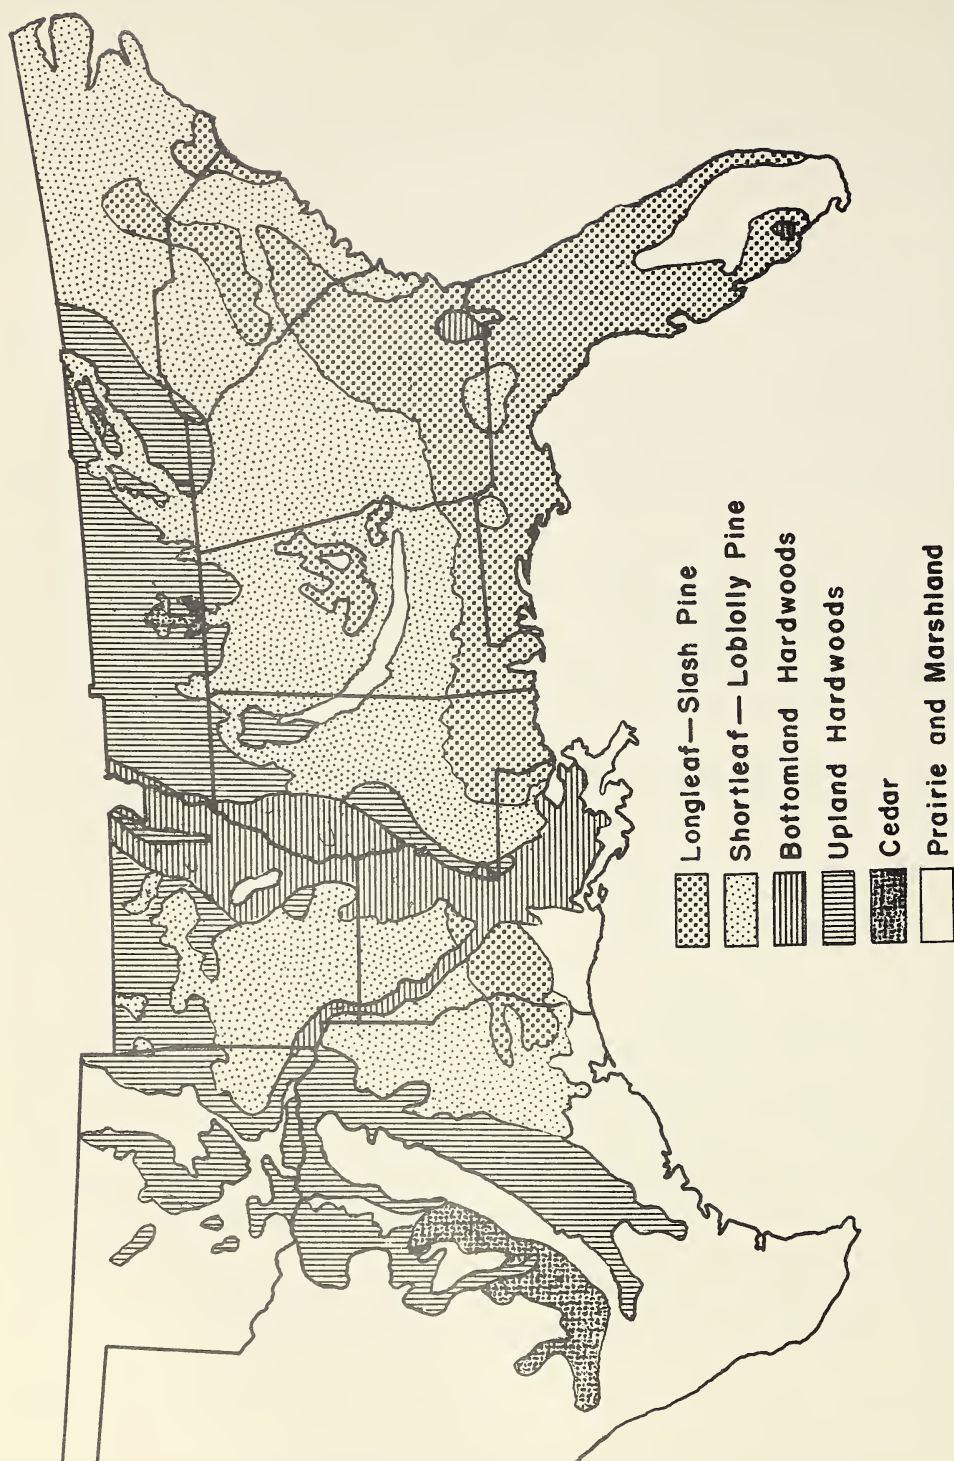 Longleaf—Slash Pine
Shortleaf—Loblolly Pine
Bottomland Hardwoods
Upland Hardwoods
Cedar
Prairie and Marshland